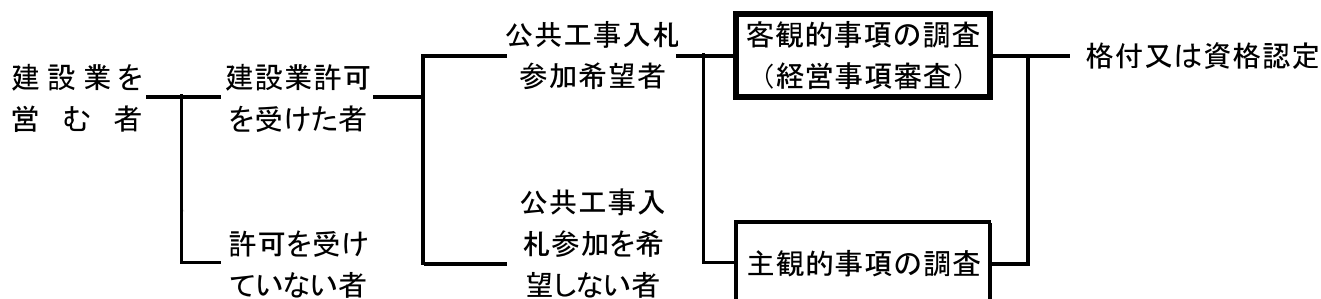 建設業を
営む者
建設業許可
を受けた者
許可を受け
ていない者
公共工事入札
参加希望者
公共工事入
札参加を希
望しない者
客観的事項の調査
（経営事項審査）
主観的事項の調査
格付又は資格認定